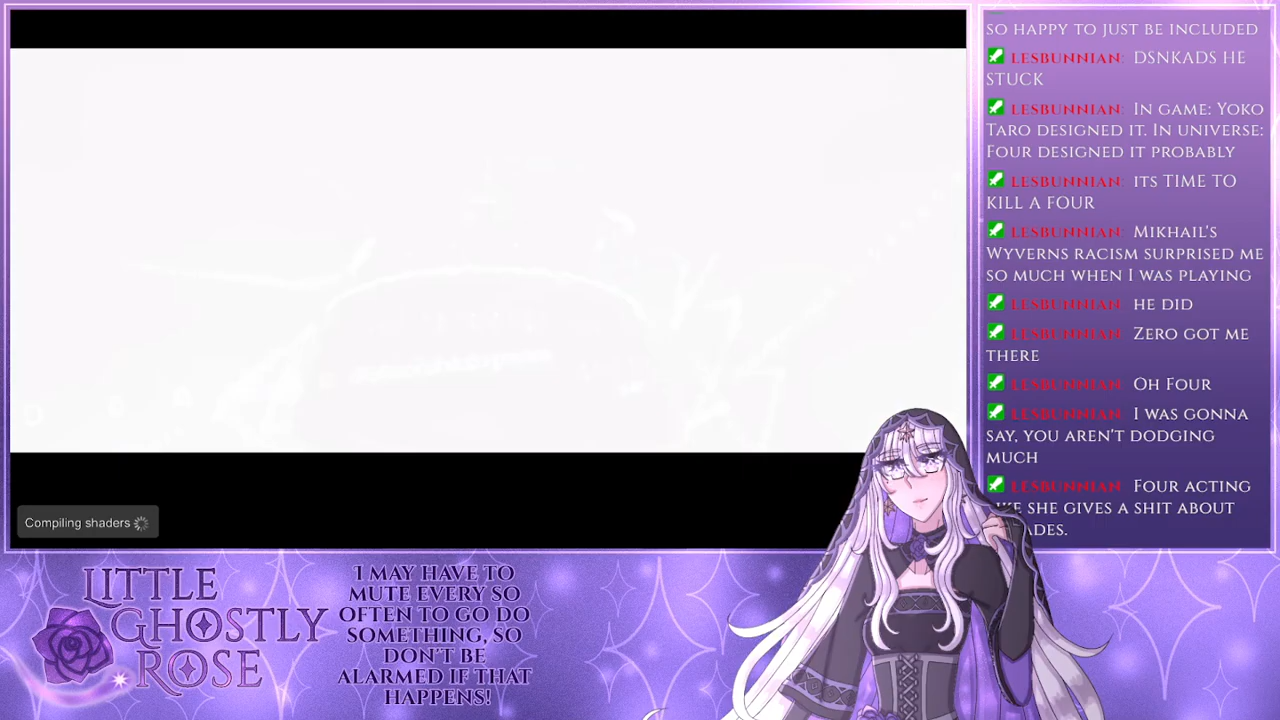 SO HAPPY TO JUST BE INCLUDED
LESBUNNIAN: DSNKADS HE
STUCK
LESBUNNIAN: IN GAME: YOKO
TARO DESIGNED IT. IN UNIVERSE:
FOUR DESIGNED IT PROBABLY
LESBUNNIAN: ITS TIME TO
KILL A FOUR
LESBUNNIAN: MIKHAIL'S
WYVERNS RACISM SURPRISED ME
SO MUCH WHEN I WAS PLAYING
LESBUNNIAN: HE DID
LESBUNNIAN: ZERO GOT ME
THERE
LESBUNNIAN: OH FOUR
LESBUNNIAN: I WAS GONNA
SAY, YOU AREN'T DODGING
MUCH
LESBUNNIAN: FOUR ACTING
SHE GIVES A SHIT ABOUT
Compiling shaders
LITTLE
GHOSTLY
ROSE
I MAY HAVE TO
MUTE EVERY SO
OFTEN TO GO DO
SOMETHING, SO
DON'T BE
ALARMED IF THAT
HAPPENS!